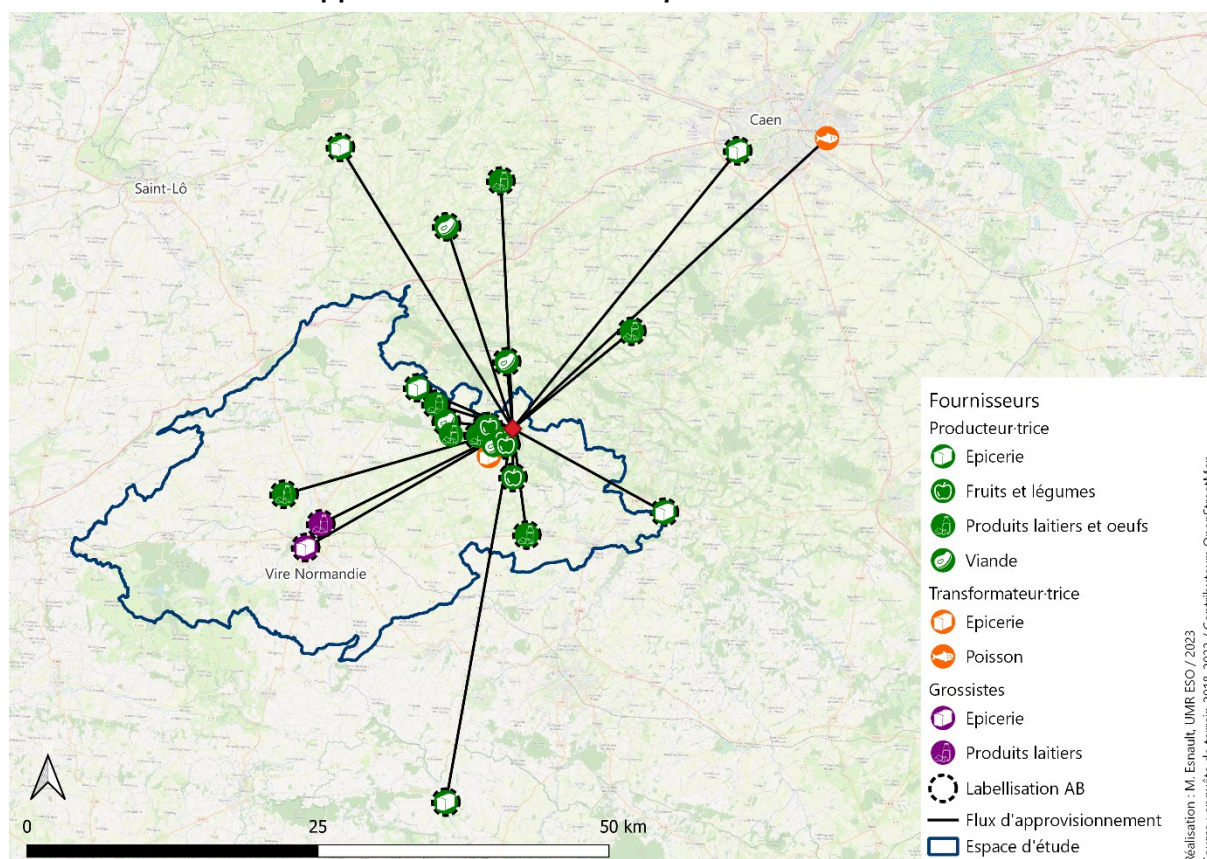 Caen
Saint-Lô
Vire Normandie
0
25
50 km
Fournisseurs
Producteur·trice
Epicerie
Fruits et légumes
Produits laitiers et oeufs
Viande
Transformateur·trice
Epicerie
Poisson
Grossistes
Epicerie
Produits laitiers
Labellisation AB
Flux d'approvisionnement
Espace d'étude
Réalisation : M. Esnault, UMR ESO / 2023